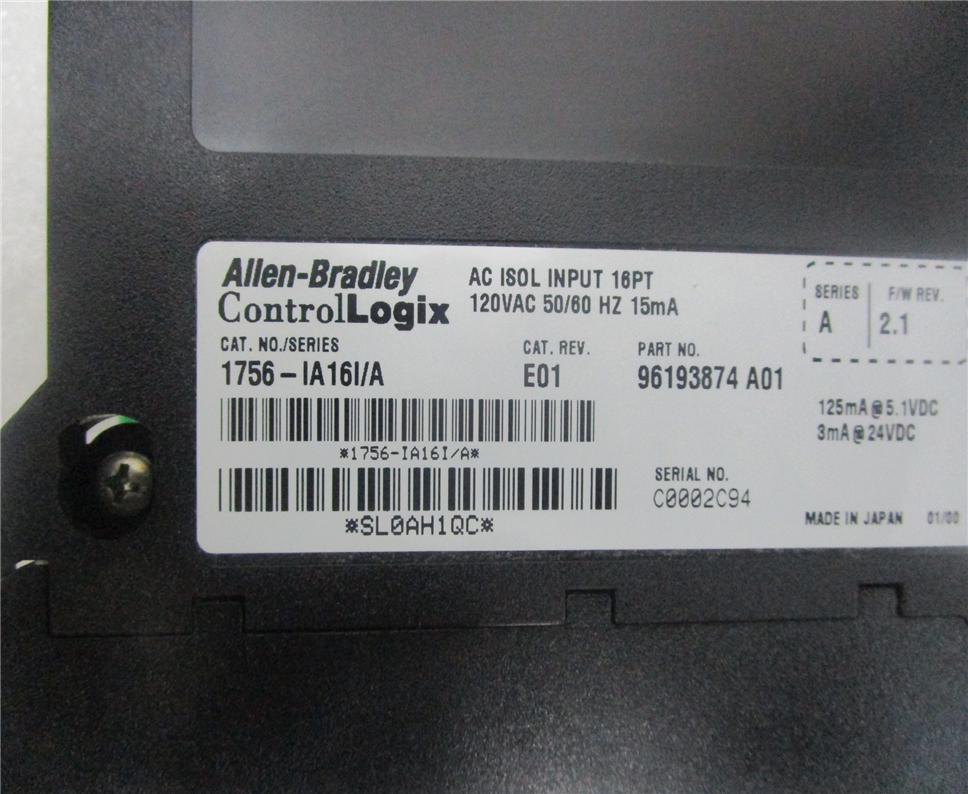 Allen-Bradley
ControlLogix
AC ISOL INPUT 16PT
120VAC 50/60 HZ 15mA
SERIES F/W REV.
A 2.1
CAT. NO./SERIES CAT. REV. PART NO.
1756-IA16I/A E01 96193874 A01
125mA@5.1VDC
3mA@24VDC
*1756-IA16I/A*
SERIAL NO.
C0002C94
*SL0AH1QC*
MADE IN JAPAN 01/00